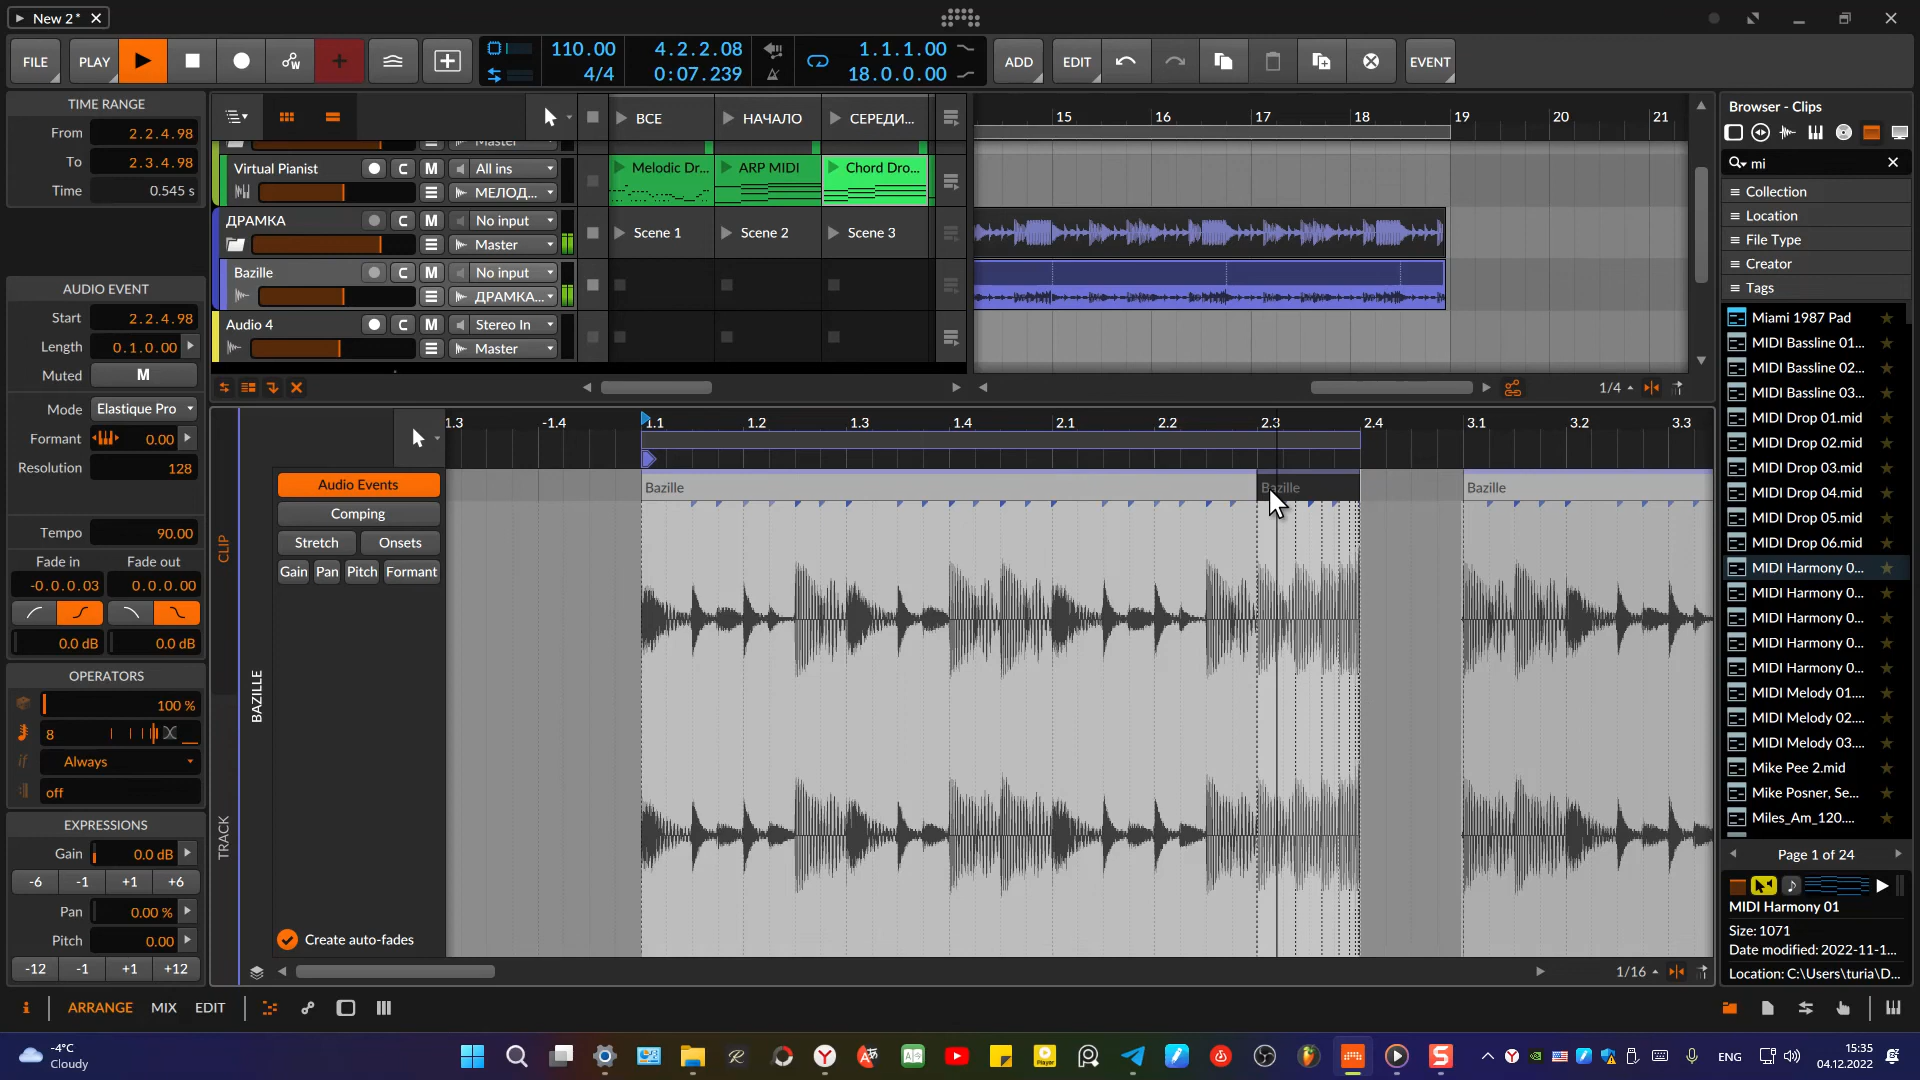 New 2*
FILE
PLAY
110.00
4/4
4.2.2.08
0:07.239
1.1.1.00
18.0.0.00
ADD
EDIT
EVENT
TIME RANGE
From 2.2.4.98
To 2.3.4.98
Time 0.545 s
AUDIO EVENT
Start 2.2.4.98
Length 0.1.0.00
Muted M
Mode Elastique Pro
Formant 0.00
Resolution 128
Tempo 90.00
Fade in Fade out
-0.0.0.03 0.0.0.00
0.0 dB 0.0 dB
OPERATORS
100 %
8
if Always
off
EXPRESSIONS
Gain 0.0 dB
-6 -1 +1 +6
Pan 0.00 %
Pitch 0.00
-12 -1 +1 +12
ВСЕ НАЧАЛО СЕРЕДИ...
Virtual Pianist C M All ins
МЕЛОД...
Melodic Dr... ARP MIDI Chord Dro...
ДРАМКА C M No input
Master
Scene 1 Scene 2 Scene 3
Bazille C M No input
ДРАМКА...
Audio 4 C M Stereo In
Master
15 16 17 18 19 20 21
1/4
.3 -1.4 1.1 1.2 1.3 1.4 2.1 2.2 2.3 2.4 3.1 3.2 3.3
CLIP
TRACK
BAZILLE
Audio Events
Comping
Stretch Onsets
Gain Pan Pitch Formant
Create auto-fades
Bazille Bazille Bazille
1/16
Browser - Clips
mi
Collection
Location
File Type
Creator
Tags
Miami 1987 Pad
MIDI Bassline 01...
MIDI Bassline 02...
MIDI Bassline 03...
MIDI Drop 01.mid
MIDI Drop 02.mid
MIDI Drop 03.mid
MIDI Drop 04.mid
MIDI Drop 05.mid
MIDI Drop 06.mid
MIDI Harmony 0...
MIDI Harmony 0...
MIDI Harmony 0...
MIDI Harmony 0...
MIDI Harmony 0...
MIDI Melody 01....
MIDI Melody 02....
MIDI Melody 03....
Mike Pee 2.mid
Mike Posner, Se...
Miles_Am_120....
Page 1 of 24
MIDI Harmony 01
Size: 1071
Date modified: 2022-11-1...
Location: C:\Users\turia\D...
i ARRANGE MIX EDIT
-4°C
Cloudy
ENG
15:35
04.12.2022